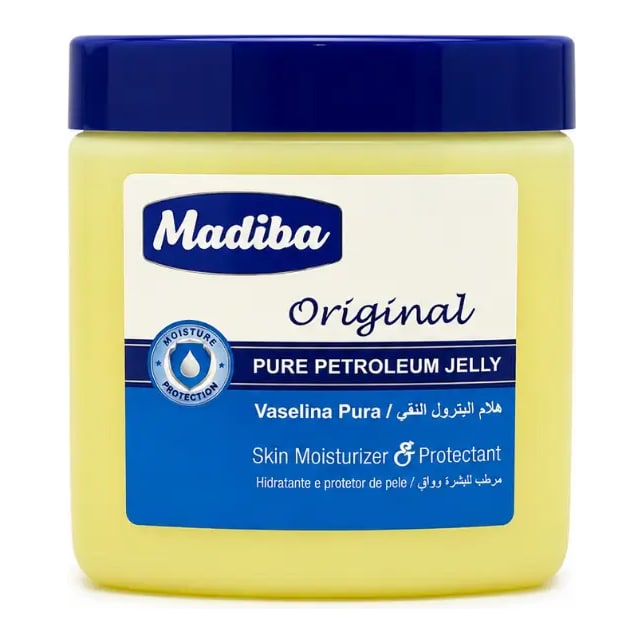 Madiba
Original
MOISTURE
PROTECTION
PURE PETROLEUM JELLY
Vaselina Pura / هلام البترول النقي
Skin Moisturizer & Protectant
Hidratante e protetor de pele / مرطب للبشرة وواقٍ